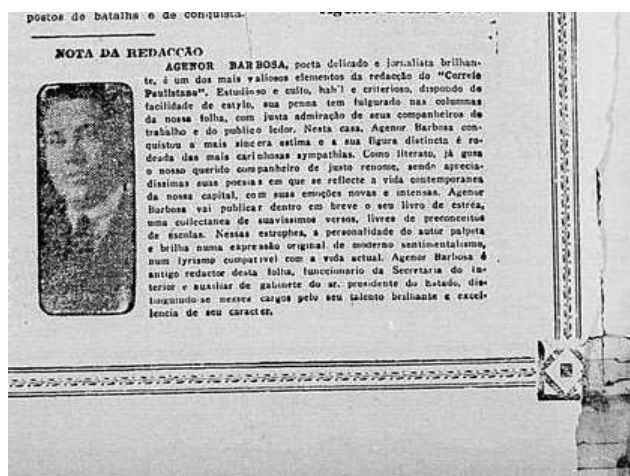 postos de batalha e de conquista.
NOTA DA REDACÇÃO
AGENOR BARBOSA, poeta delicado e jornalista brilhan-
te, é um dos mais valiosos elementos da redacção do "Correio
Paulistano". Estudioso e culto, hab'l e criterioso, dispondo de
facilidade de estylo, sua penna tem fulgurado nas columnas
da nossa folha, com justa admiração de seus companheiros de
trabalho e do publico ledor. Nesta casa, Agenor Barbosa con-
quistou a mais sincera estima e a sua figura distincta é ro-
deada das mais carinhosas sympathias. Como literato, já gosa
o nosso querido companheiro de justo renome, sendo aprecia-
dissimas suas poesias em que se reflecte a vida contemporanea
da nossa capital, com suas emoções novas e intensas. Agenor
Barbosa vai publicar dentro em breve o seu livro de estréa,
uma collectanea de suavissimos versos, livres de preconceitos
de escolas. Nessas estrophes, a personalidade do autor palpita
e brilha numa expressão original de moderno sentimentalismo,
num lyrismo compativel com a vida actual. Agenor Barbosa é
antigo redactor desta folha, funccionario da Secretaria do In-
terior e auxiliar de gabinete do sr. presidente do Estado, dis-
tinguindo-se nesses cargos pelo seu talento brilhante e excel-
lencia de seu caracter.